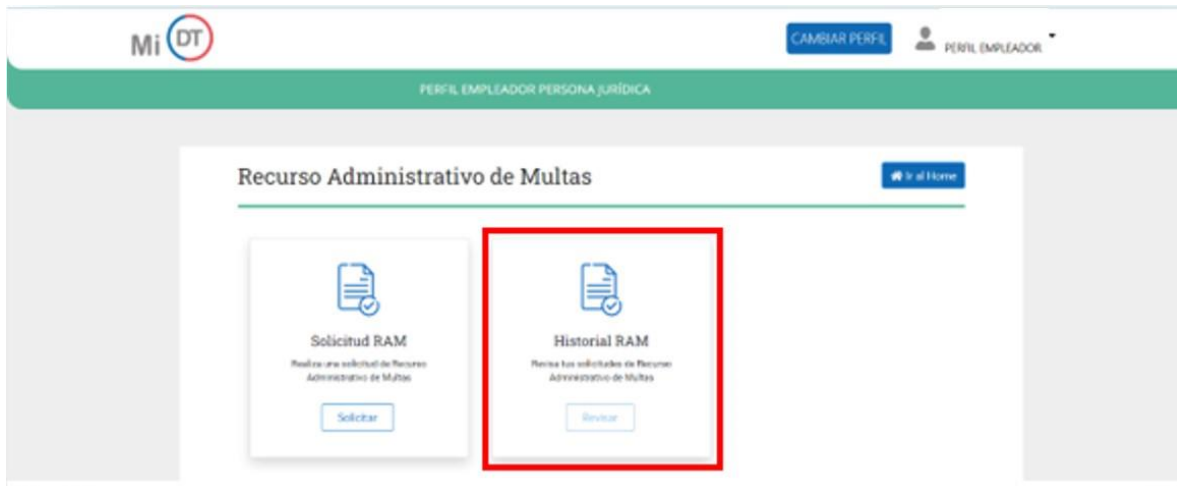 Mi DT
CAMBIAR PERFIL
PERFIL EMPLEADOR
PERFIL EMPLEADOR PERSONA JURÍDICA
Recurso Administrativo de Multas
Ir al Home
Solicitud RAM
Realiza una solicitud de Recurso
Administrativo de Multas
Solicitar
Historial RAM
Revisa tus solicitudes de Recurso
Administrativo de Multas
Revisar